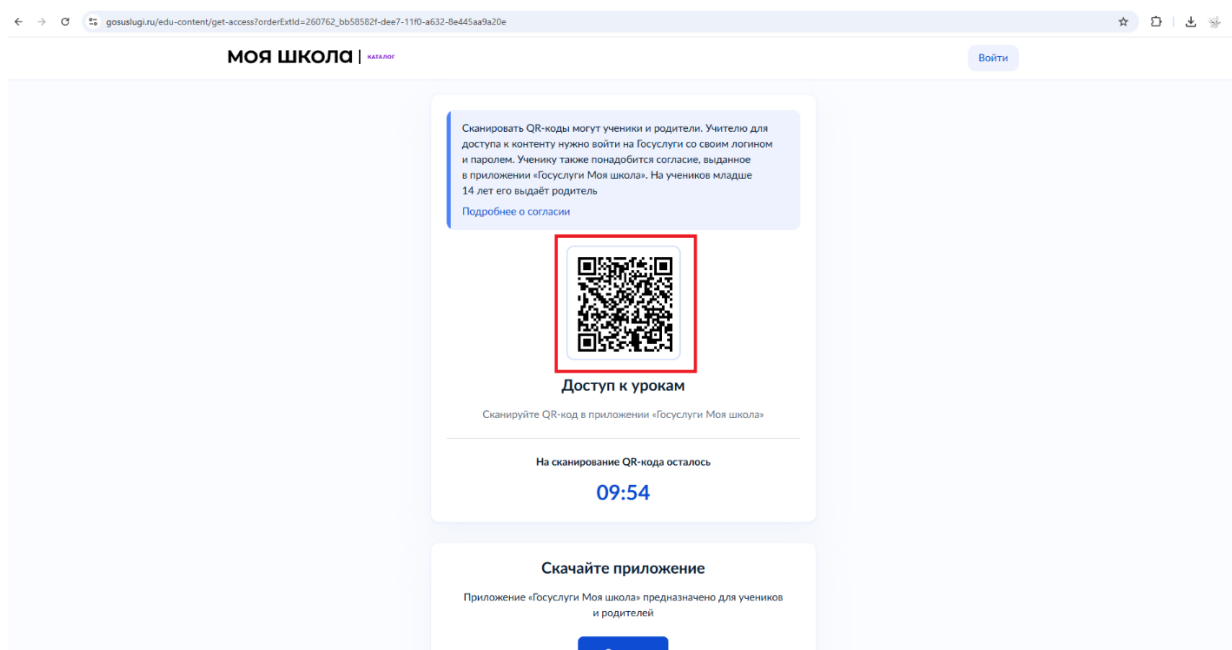 gosuslugi.ru/edu-content/get-access?orderExtId=260762_bb58582f-dee7-11f0-a632-8e445aa9a20e
МОЯ ШКОЛА | КАТАЛОГ
Войти
Сканировать QR-коды могут ученики и родители. Учителю для
доступа к контенту нужно войти на Госуслуги со своим логином
и паролем. Ученику также понадобится согласие, выданное
в приложении «Госуслуги Моя школа». На учеников младше
14 лет его выдаёт родитель
Подробнее о согласии
Доступ к урокам
Сканируйте QR-код в приложении «Госуслуги Моя школа»
На сканирование QR-кода осталось
09:54
Скачайте приложение
Приложение «Госуслуги Моя школа» предназначено для учеников
и родителей